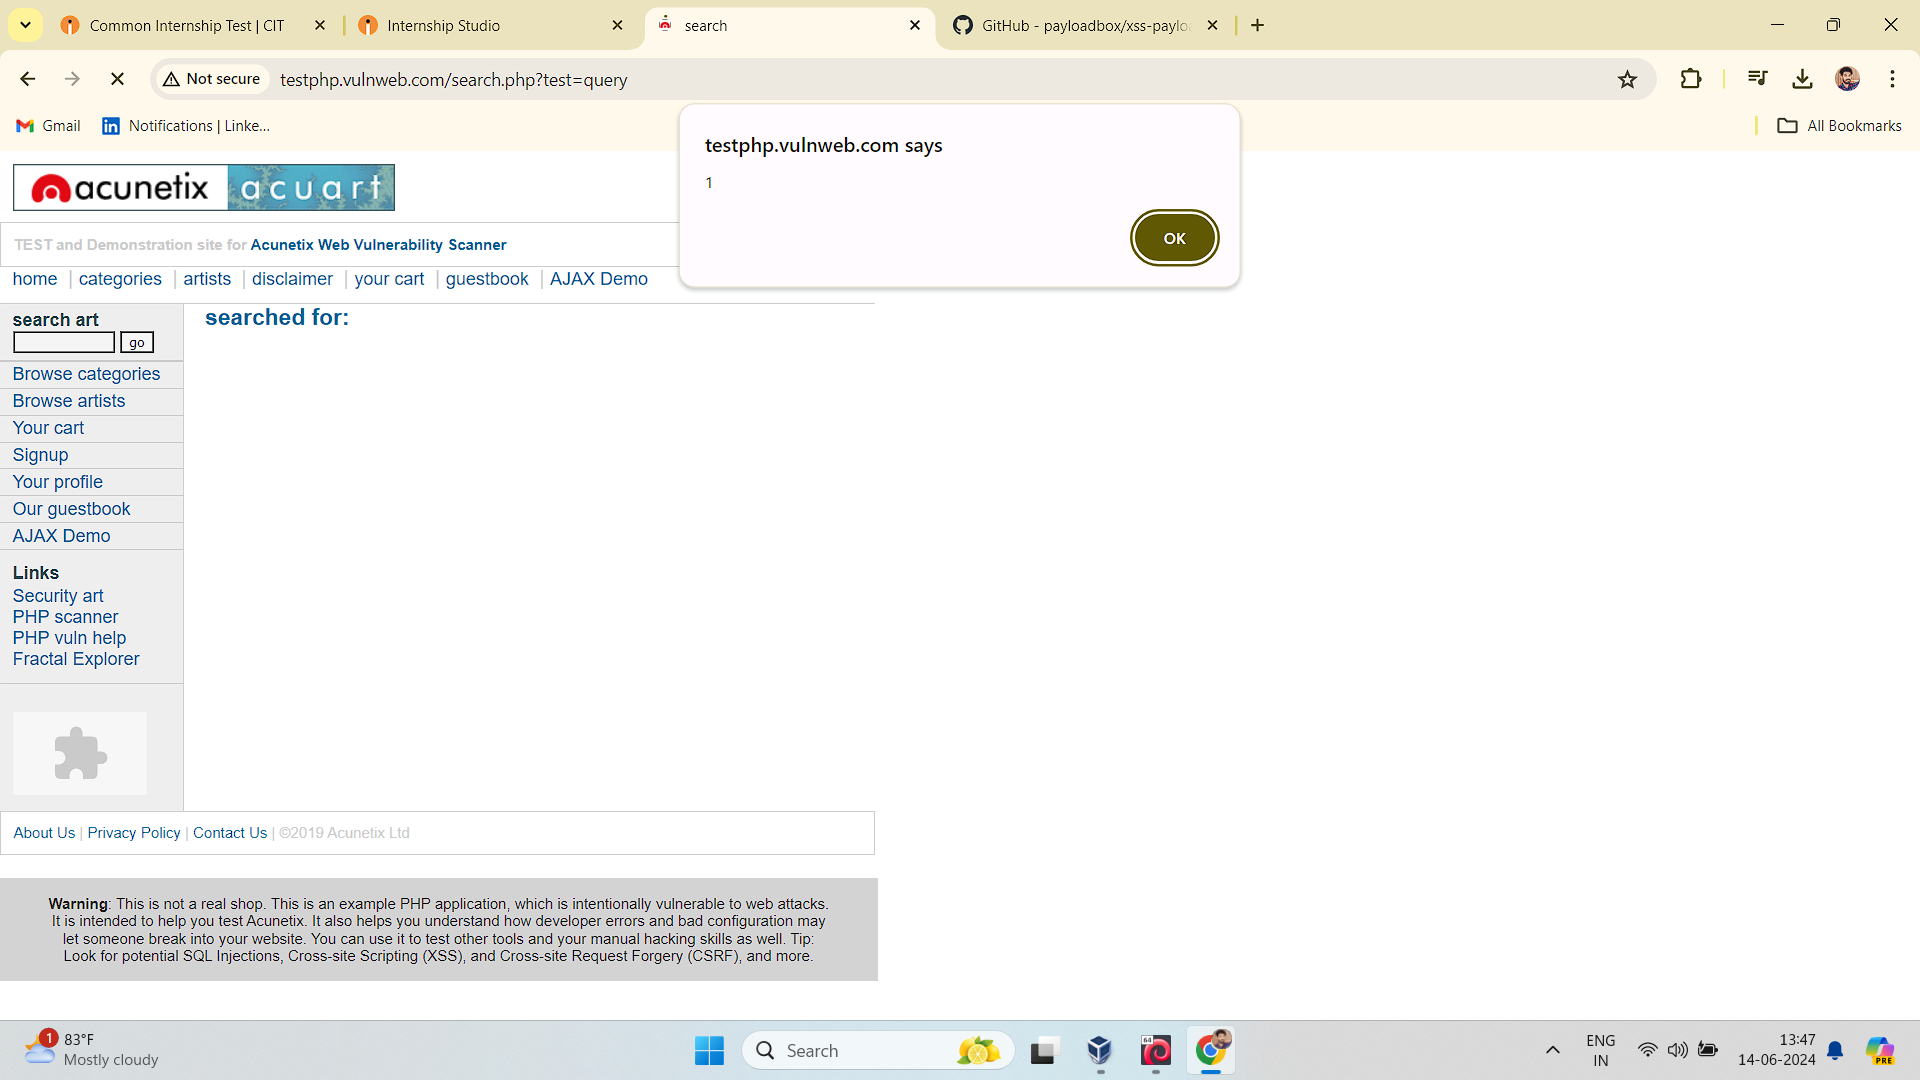 Common Internship Test | CIT
Internship Studio
search
GitHub - payloadbox/xss-paylo
Not secure
testphp.vulnweb.com/search.php?test=query
Gmail
Notifications | Linke...
All Bookmarks
testphp.vulnweb.com says
1
OK
acunetix acuart
TEST and Demonstration site for Acunetix Web Vulnerability Scanner
home | categories | artists | disclaimer | your cart | guestbook | AJAX Demo
search art
go
searched for:
Browse categories
Browse artists
Your cart
Signup
Your profile
Our guestbook
AJAX Demo
Links
Security art
PHP scanner
PHP vuln help
Fractal Explorer
About Us | Privacy Policy | Contact Us | ©2019 Acunetix Ltd
Warning: This is not a real shop. This is an example PHP application, which is intentionally vulnerable to web attacks.
It is intended to help you test Acunetix. It also helps you understand how developer errors and bad configuration may
let someone break into your website. You can use it to test other tools and your manual hacking skills as well. Tip:
Look for potential SQL Injections, Cross-site Scripting (XSS), and Cross-site Request Forgery (CSRF), and more.
1
83°F
Mostly cloudy
Search
64
ENG
IN
13:47
14-06-2024
PRE